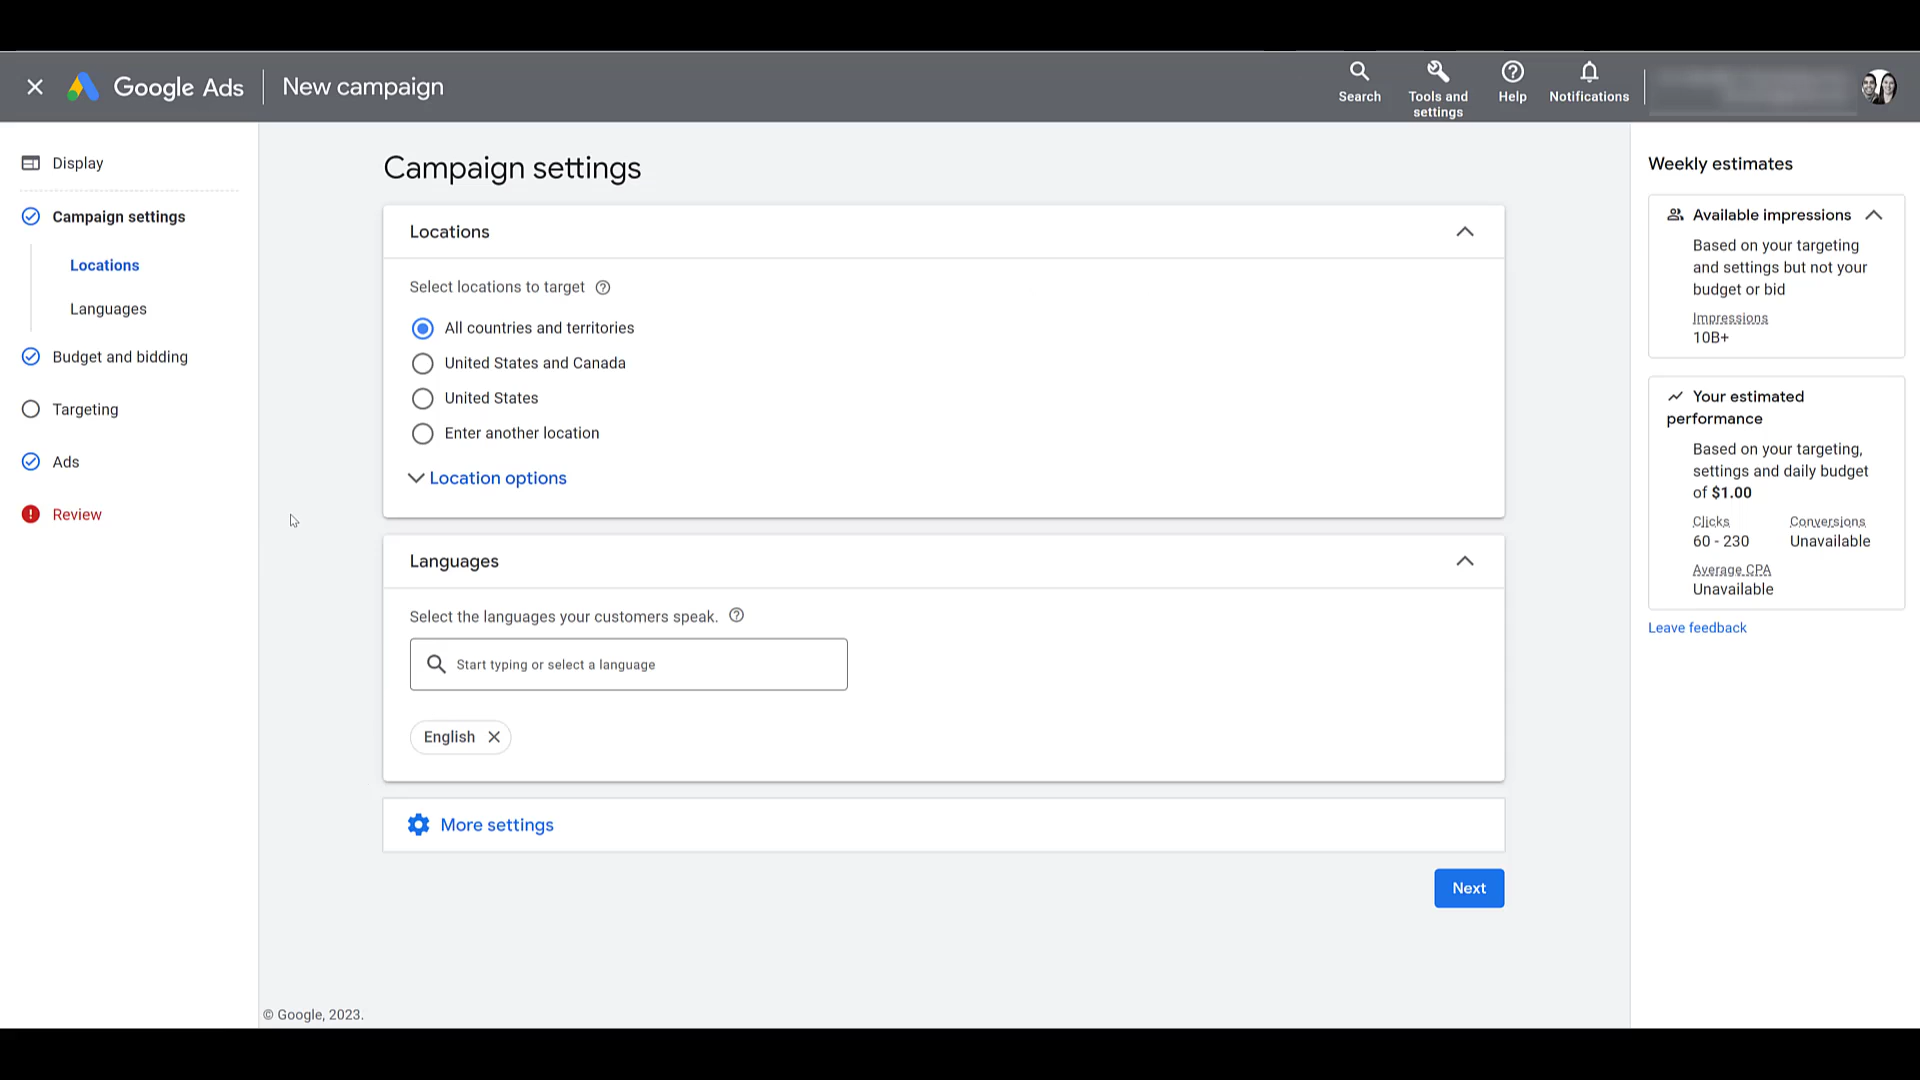 Google Ads
New campaign
Search
Tools and
settings
Help
Notifications
Display
Campaign settings
Locations
Languages
Budget and bidding
Targeting
Ads
Review
Campaign settings
Locations
Select locations to target
All countries and territories
United States and Canada
United States
Enter another location
Location options
Languages
Select the languages your customers speak.
Start typing or select a language
English
More settings
Next
© Google, 2023.
Weekly estimates
Available impressions
Based on your targeting
and settings but not your
budget or bid
Impressions
10B+
Your estimated
performance
Based on your targeting,
settings and daily budget
of $1.00
Clicks
60 - 230
Conversions
Unavailable
Average CPA
Unavailable
Leave feedback